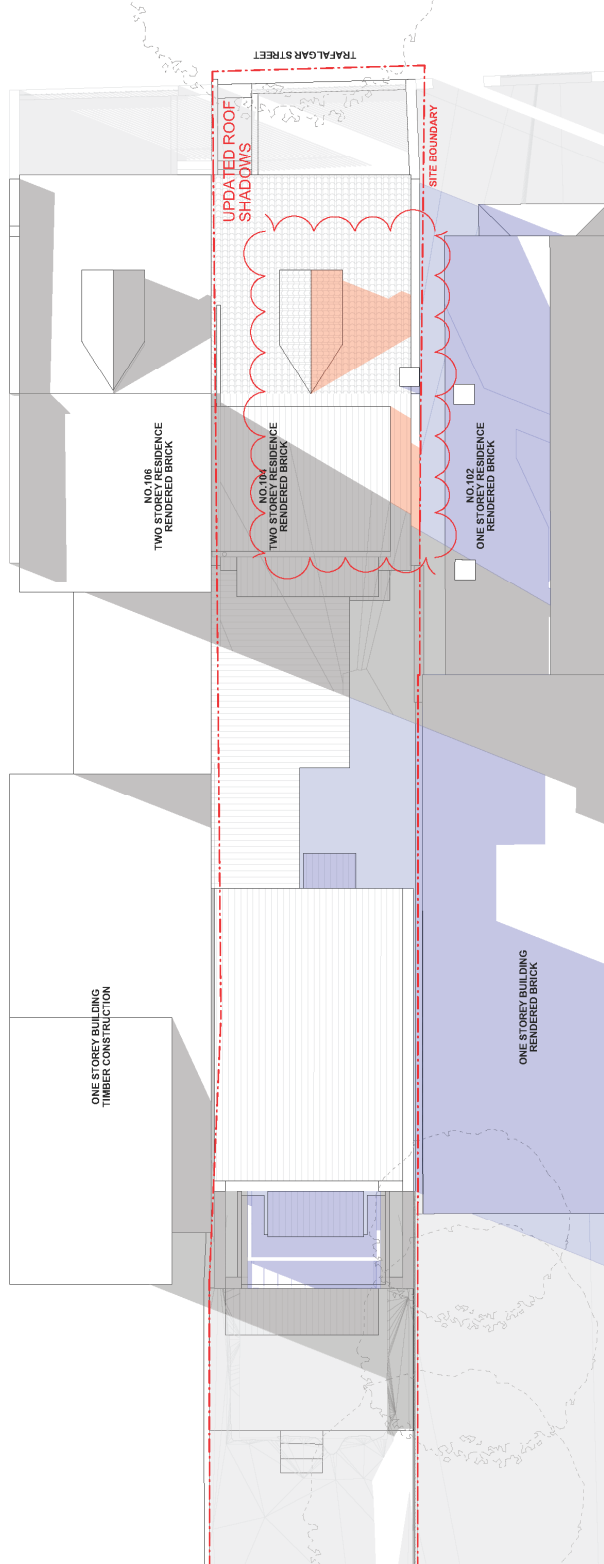 TRAFALGAR STREET
UPDATED ROOF
SHADOWS
SITE BOUNDARY
NO.106
TWO STOREY RESIDENCE
RENDERED BRICK
NO.104
TWO STOREY RESIDENCE
RENDERED BRICK
NO.102
ONE STOREY RESIDENCE
RENDERED BRICK
ONE STOREY BUILDING
TIMBER CONSTRUCTION
ONE STOREY BUILDING
RENDERED BRICK